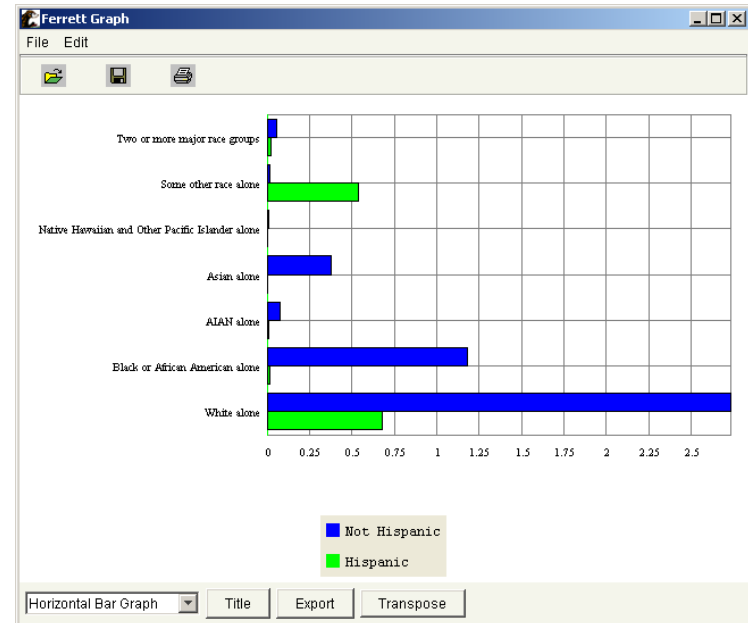 Ferrett Graph
File Edit
Two or more major race groups
Some other race alone
Native Hawaiian and Other Pacific Islander alone
Asian alone
AIAN alone
Black or African American alone
White alone
0 0.25 0.5 0.75 1 1.25 1.5 1.75 2 2.25 2.5
Not Hispanic
Hispanic
Horizontal Bar Graph Title Export Transpose